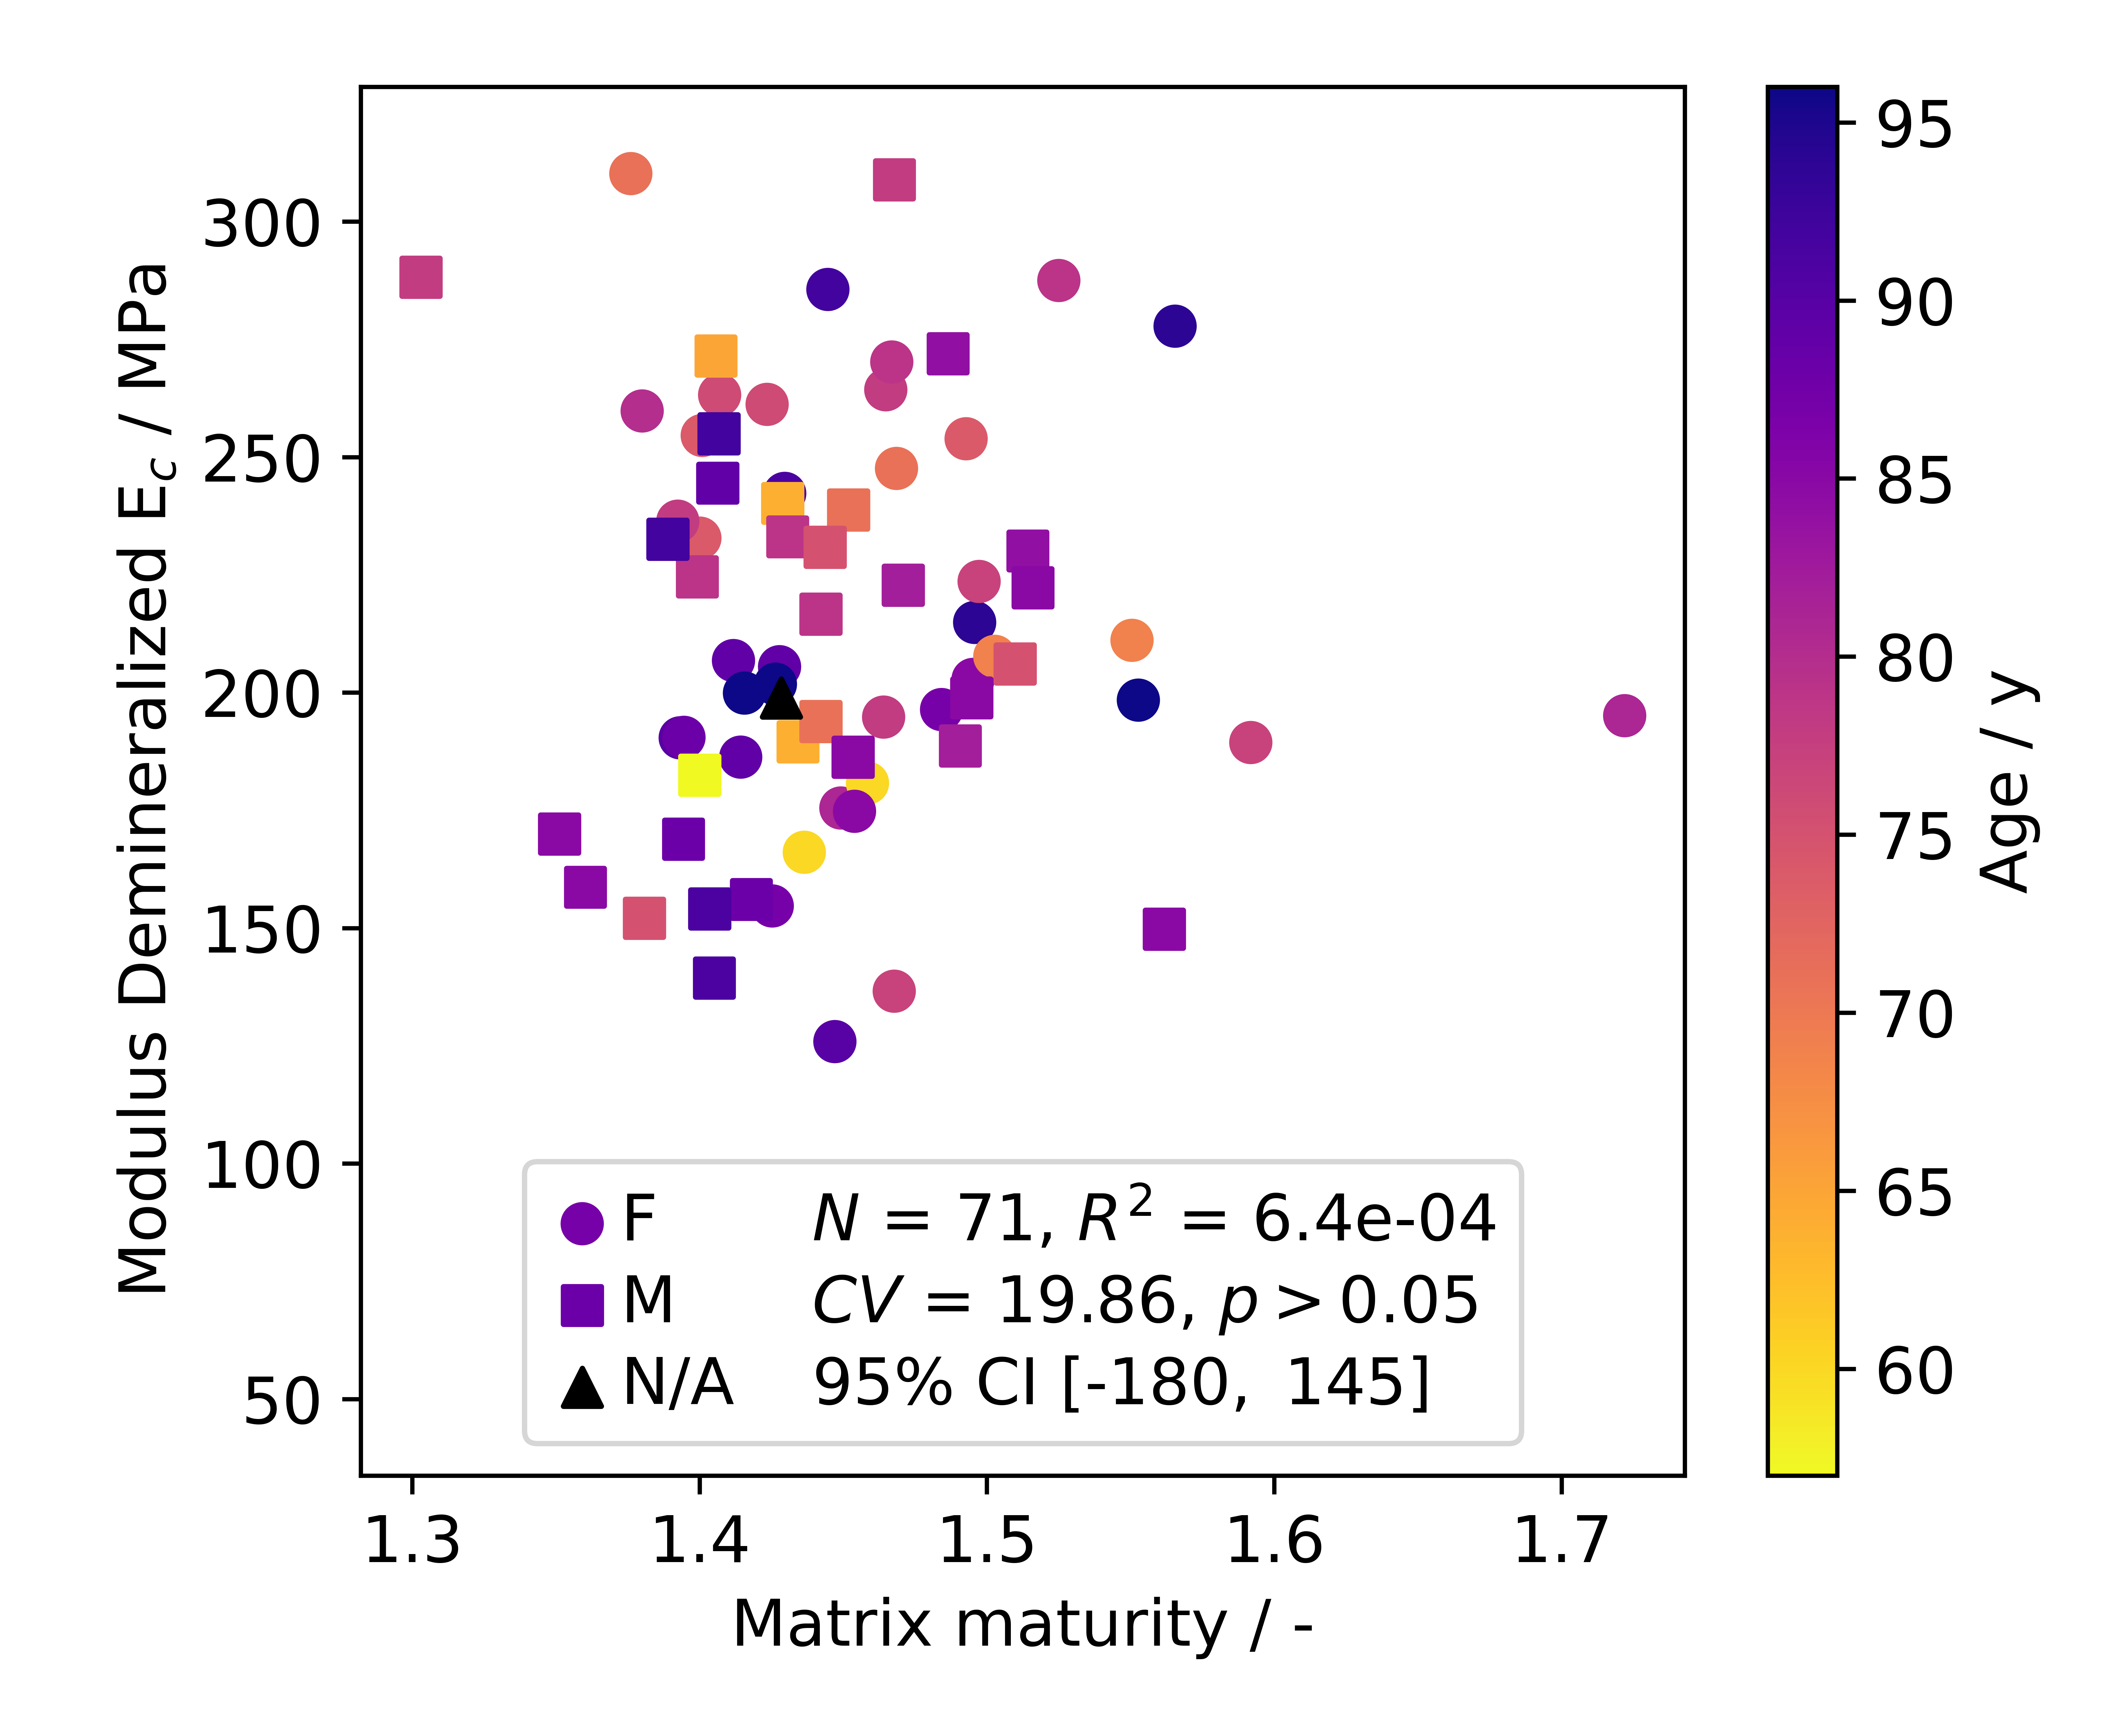 Modulus Demineralized E_c / MPa
300
250
200
150
100
50
F N = 71, R² = 6.4e-04
M CV = 19.86, p > 0.05
N/A 95% CI [-180, 145]
1.3 1.4 1.5 1.6 1.7
Matrix maturity / -
95
90
85
80
75
70
65
60
Age / y